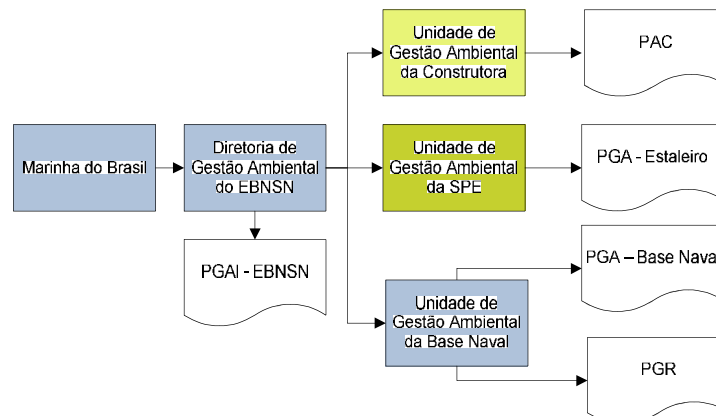 Unidade de
Gestão Ambiental
da Construtora
PAC
Marinha do Brasil
Diretoria de
Gestão Ambiental
do EBNSN
Unidade de
Gestão Ambiental
da SPE
PGA - Estaleiro
PGAI - EBNSN
PGA – Base Naval
Unidade de
Gestão Ambiental
da Base Naval
PGR